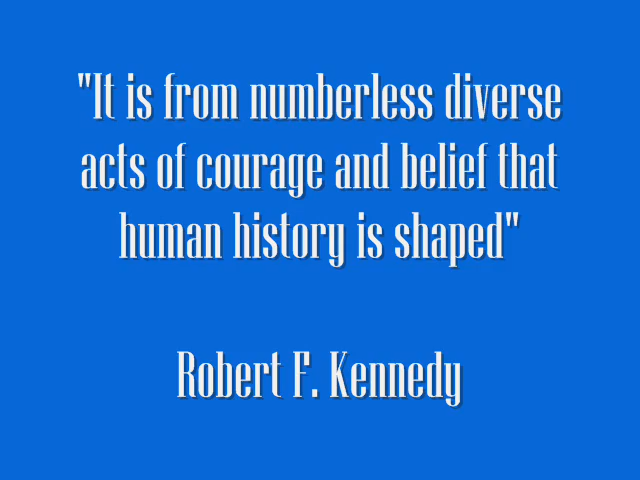 "It is from numberless diverse
acts of courage and belief that
human history is shaped"
Robert F. Kennedy